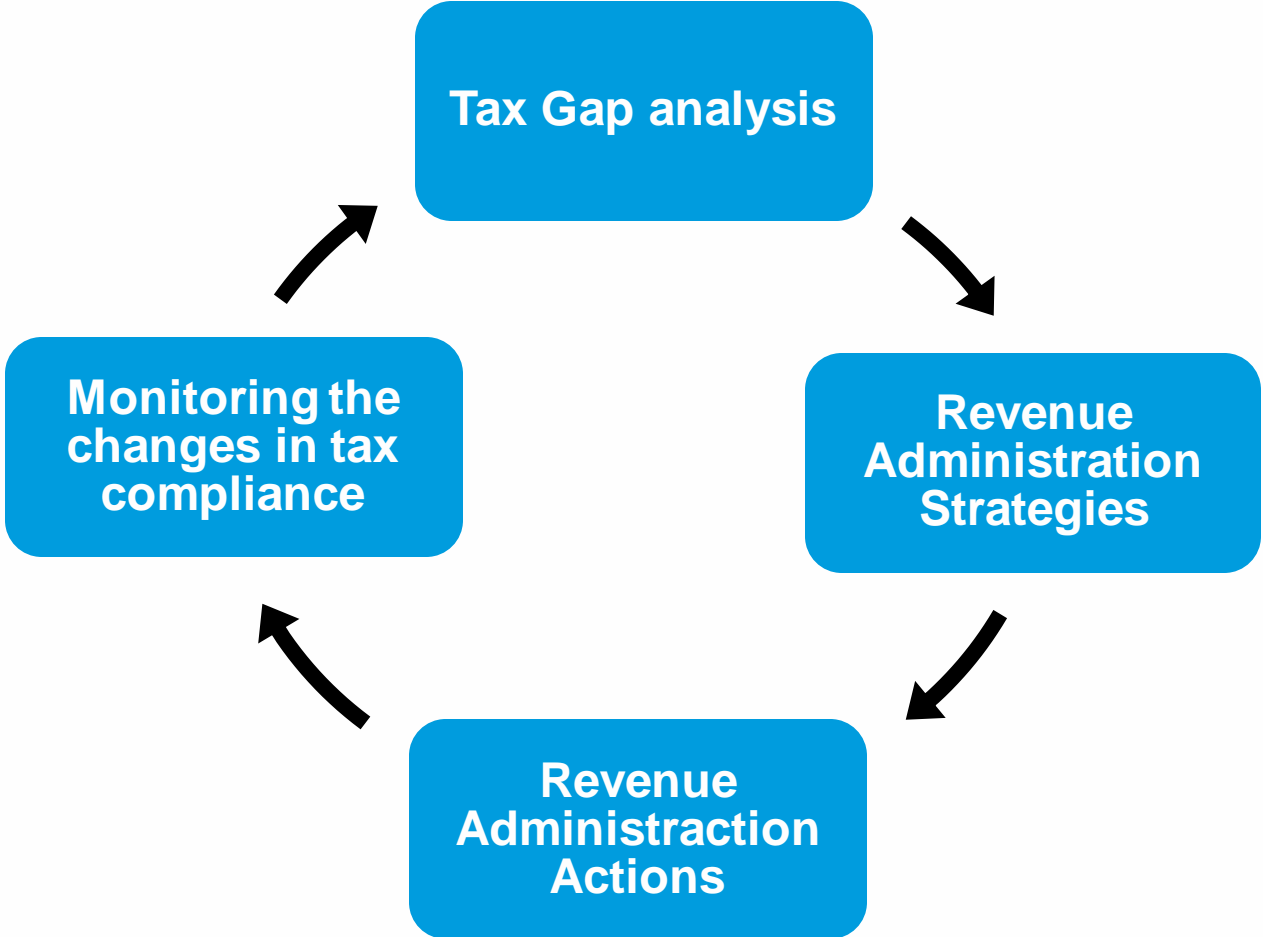 Tax Gap analysis
Revenue
Administration
Strategies
Revenue
Administraction
Actions
Monitoring the
changes in tax
compliance